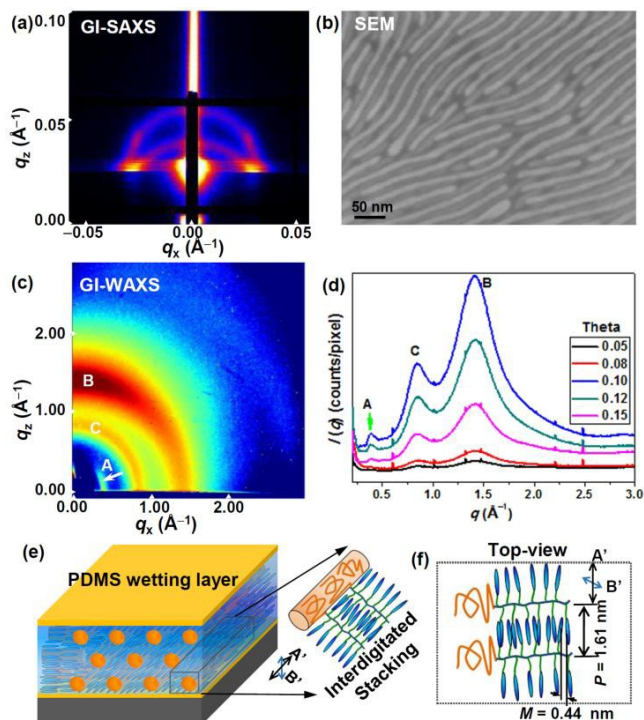 (a)
GI-SAXS
0.10
0.05
0.00
qz (Å⁻¹)
−0.05
0.00
0.05
qx (Å⁻¹)
(b)
SEM
50 nm
(c)
GI-WAXS
2.00
1.00
0.00
qz (Å⁻¹)
B
C
A
0.00
1.00
2.00
qx (Å⁻¹)
(d)
I (q) (counts/pixel)
A
C
B
Theta
0.05
0.08
0.10
0.12
0.15
0.5
1.0
1.5
2.0
2.5
3.0
q (Å⁻¹)
(e)
PDMS wetting layer
A'
B'
Interdigitated
Stacking
(f)
Top-view
A'
B'
P = 1.61 nm
M = 0.44 nm